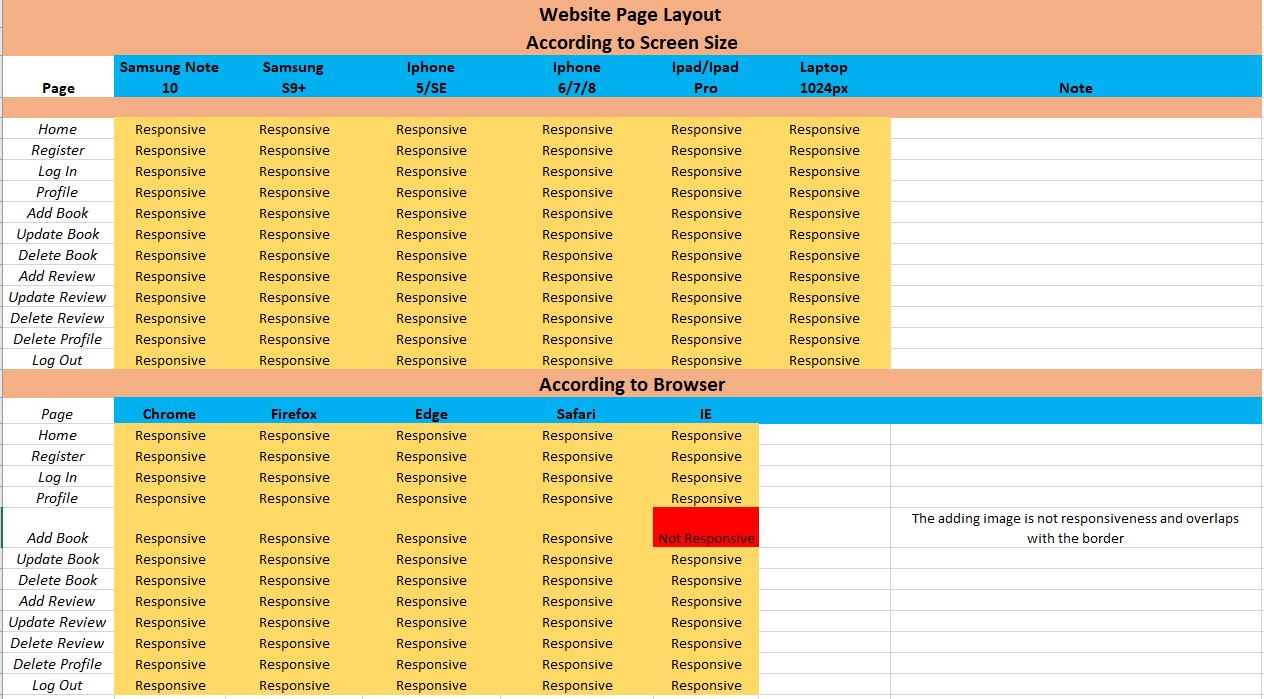 Website Page Layout
According to Screen Size
Page Samsung Note 10 Samsung S9+ Iphone 5/SE Iphone 6/7/8 Ipad/Ipad Pro Laptop 1024px Note
Home Responsive Responsive Responsive Responsive Responsive Responsive
Register Responsive Responsive Responsive Responsive Responsive Responsive
Log In Responsive Responsive Responsive Responsive Responsive Responsive
Profile Responsive Responsive Responsive Responsive Responsive Responsive
Add Book Responsive Responsive Responsive Responsive Responsive Responsive
Update Book Responsive Responsive Responsive Responsive Responsive Responsive
Delete Book Responsive Responsive Responsive Responsive Responsive Responsive
Add Review Responsive Responsive Responsive Responsive Responsive Responsive
Update Review Responsive Responsive Responsive Responsive Responsive Responsive
Delete Review Responsive Responsive Responsive Responsive Responsive Responsive
Delete Profile Responsive Responsive Responsive Responsive Responsive Responsive
Log Out Responsive Responsive Responsive Responsive Responsive Responsive
According to Browser
Page Chrome Firefox Edge Safari IE
Home Responsive Responsive Responsive Responsive Responsive
Register Responsive Responsive Responsive Responsive Responsive
Log In Responsive Responsive Responsive Responsive Responsive
Profile Responsive Responsive Responsive Responsive Responsive
Add Book Responsive Responsive Responsive Responsive Not Responsive The adding image is not responsiveness and overlaps with the border
Update Book Responsive Responsive Responsive Responsive Responsive
Delete Book Responsive Responsive Responsive Responsive Responsive
Add Review Responsive Responsive Responsive Responsive Responsive
Update Review Responsive Responsive Responsive Responsive Responsive
Delete Review Responsive Responsive Responsive Responsive Responsive
Delete Profile Responsive Responsive Responsive Responsive Responsive
Log Out Responsive Responsive Responsive Responsive Responsive